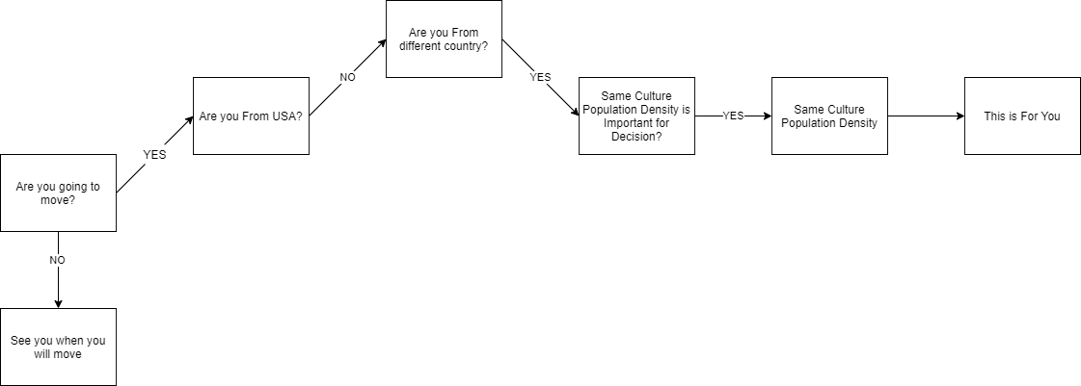 Are you From
different country?
NO
YES
Are you From USA?
Same Culture
Population Density is
Important for
Decision?
YES
Same Culture
Population Density
This is For You
YES
Are you going to
move?
NO
See you when you
will move